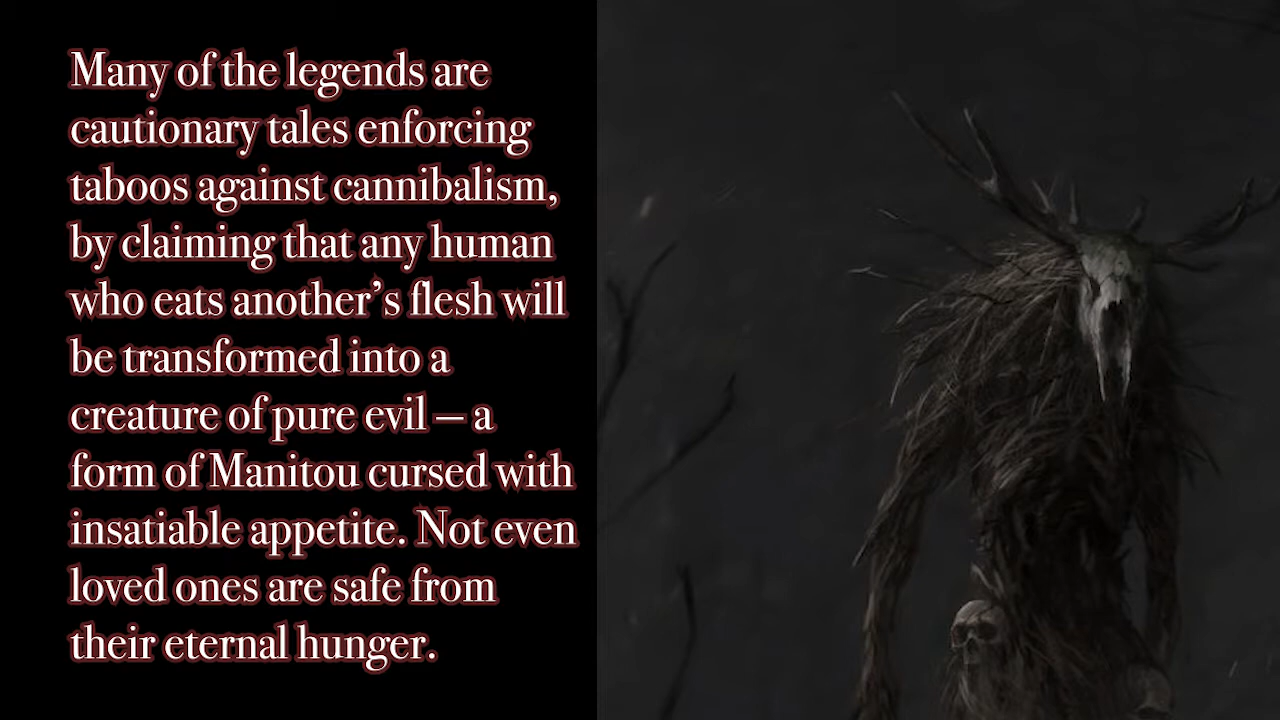 Many of the legends are
cautionary tales enforcing
taboos against cannibalism,
by claiming that any human
who eats another’s flesh will
be transformed into a
creature of pure evil – a
form of Manitou cursed with
insatiable appetite. Not even
loved ones are safe from
their eternal hunger.